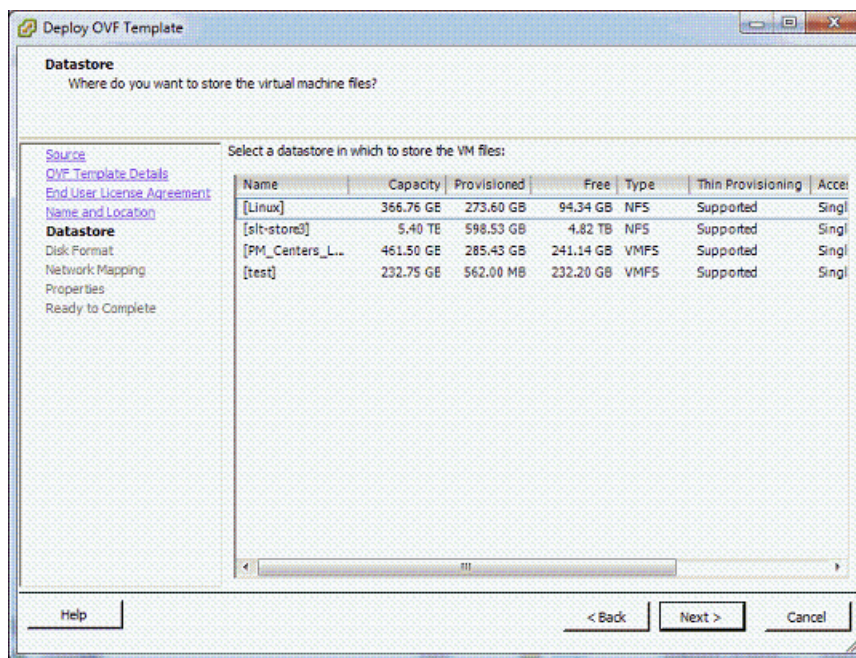 Deploy OVF Template
Datastore
Where do you want to store the virtual machine files?
Source
OVF Template Details
End User License Agreement
Name and Location
Datastore
Disk Format
Network Mapping
Properties
Ready to Complete
Select a datastore in which to store the VM files:
Name Capacity Provisioned Free Type Thin Provisioning Acces
[Linux] 366.76 GB 273.60 GB 94.34 GB NFS Supported Singl
[slt-store3] 5.40 TB 598.53 GB 4.82 TB NFS Supported Singl
[PM_Centers_L... 461.50 GB 285.43 GB 241.14 GB VMFS Supported Singl
[test] 232.75 GB 562.00 MB 232.20 GB VMFS Supported Singl
Help < Back Next > Cancel